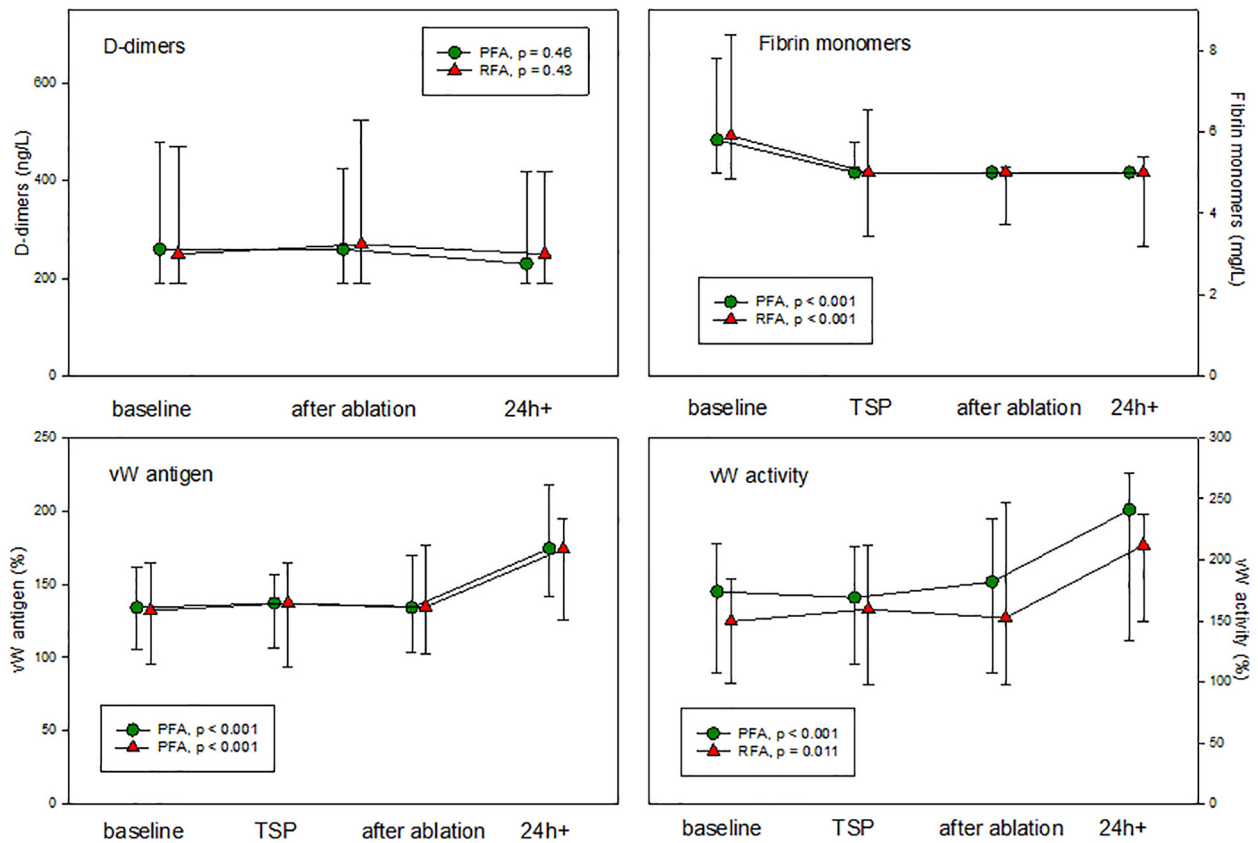 D-dimers
PFA, p = 0.46
RFA, p = 0.43
D-dimers (ng/L)
600
400
200
0
baseline after ablation 24h+
Fibrin monomers
PFA, p < 0.001
RFA, p < 0.001
Fibrin monomers (mg/L)
8
6
4
2
0
baseline TSP after ablation 24h+
vW antigen
PFA, p < 0.001
PFA, p < 0.001
vW antigen (%)
250
200
150
100
50
0
baseline TSP after ablation 24h+
vW activity
PFA, p < 0.001
RFA, p = 0.011
vW activity (%)
300
250
200
150
100
50
0
baseline TSP after ablation 24h+